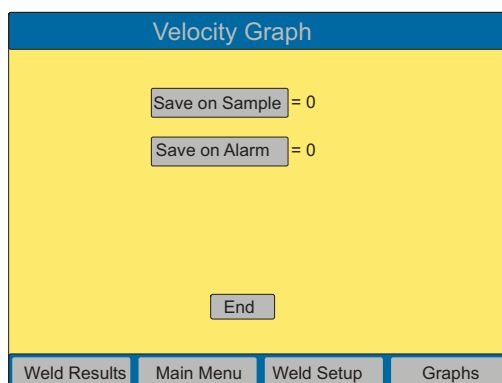 Velocity Graph
Save on Sample = 0
Save on Alarm = 0
End
Weld Results Main Menu Weld Setup Graphs